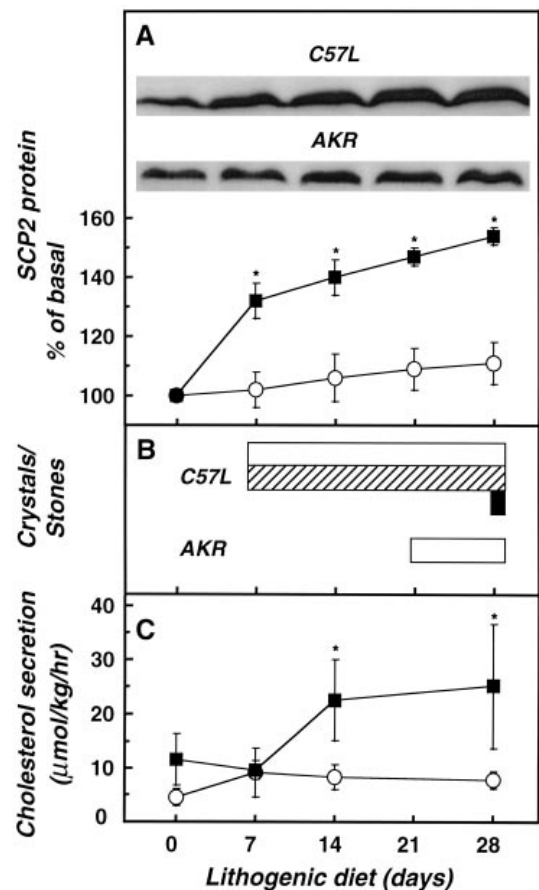 A
C57L
AKR
SCP2 protein
% of basal
160
140
120
100
*
*
*
*
B
Crystals/
Stones
C57L
AKR
C
Cholesterol secretion
(μmol/kg/hr)
40
30
20
10
0
*
*
0 7 14 21 28
Lithogenic diet (days)